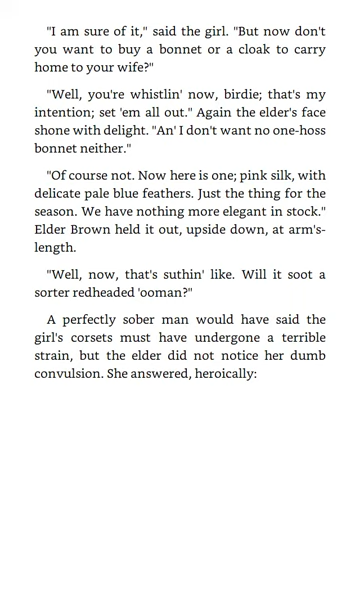 "I am sure of it," said the girl. "But now don't
you want to buy a bonnet or a cloak to carry
home to your wife?"
"Well, you're whistlin' now, birdie; that's my
intention; set 'em all out." Again the elder's face
shone with delight. "An' I don't want no one-hoss
bonnet neither."
"Of course not. Now here is one; pink silk, with
delicate pale blue feathers. Just the thing for the
season. We have nothing more elegant in stock."
Elder Brown held it out, upside down, at arm's-
length.
"Well, now, that's suthin' like. Will it soot a
sorter redheaded 'ooman?"
A perfectly sober man would have said the
girl's corsets must have undergone a terrible
strain, but the elder did not notice her dumb
convulsion. She answered, heroically: